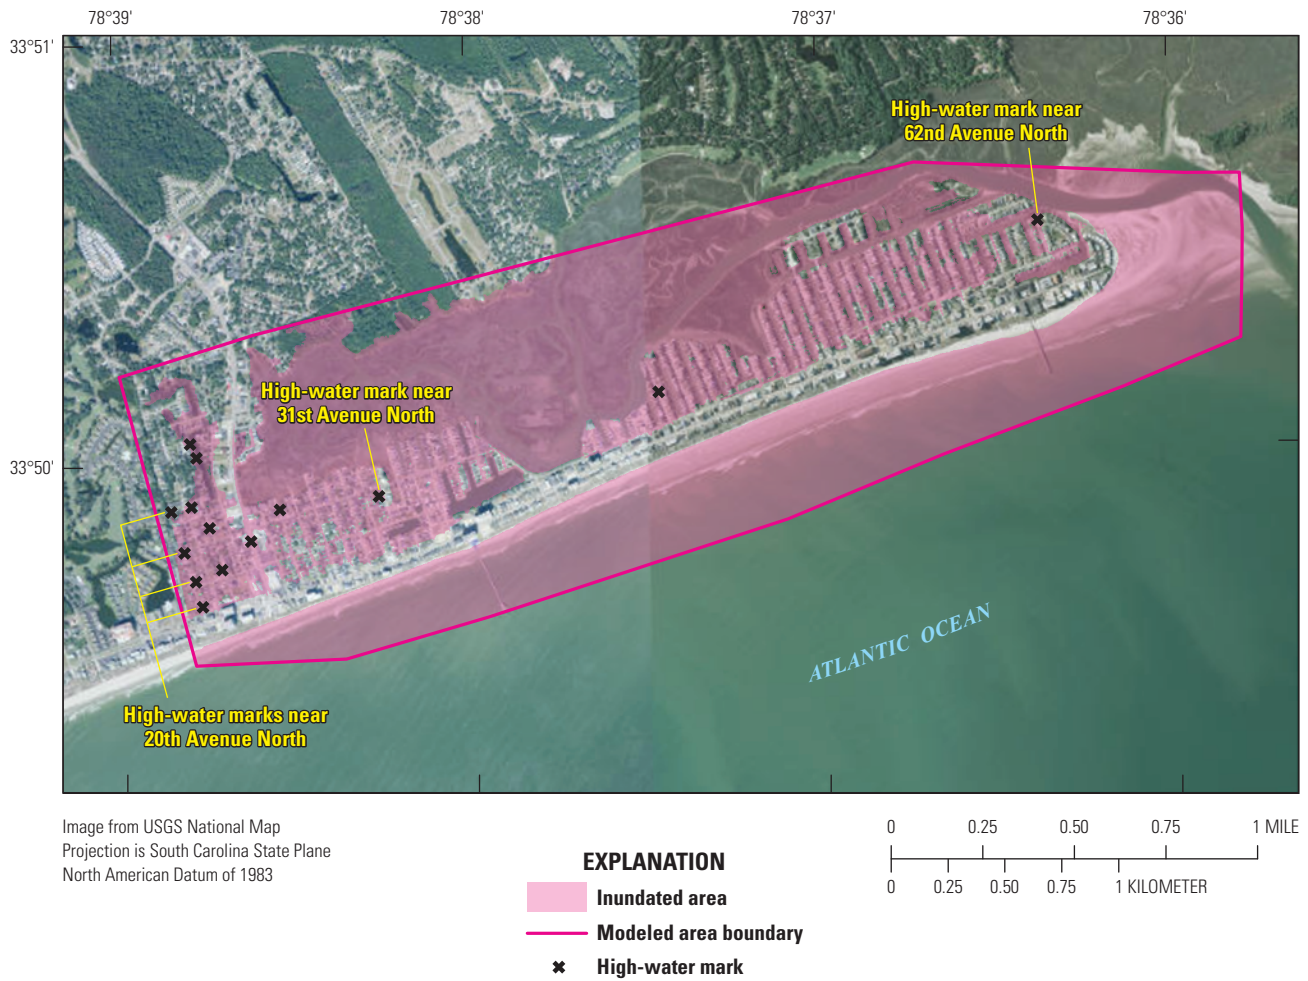 78°39' 78°38' 78°37' 78°36'
33°51'
High-water mark near
62nd Avenue North
High-water mark near
31st Avenue North
33°50'
ATLANTIC OCEAN
High-water marks near
20th Avenue North
Image from USGS National Map
Projection is South Carolina State Plane
North American Datum of 1983
0 0.25 0.50 0.75 1 MILE
0 0.25 0.50 0.75 1 KILOMETER
EXPLANATION
Inundated area
Modeled area boundary
High-water mark